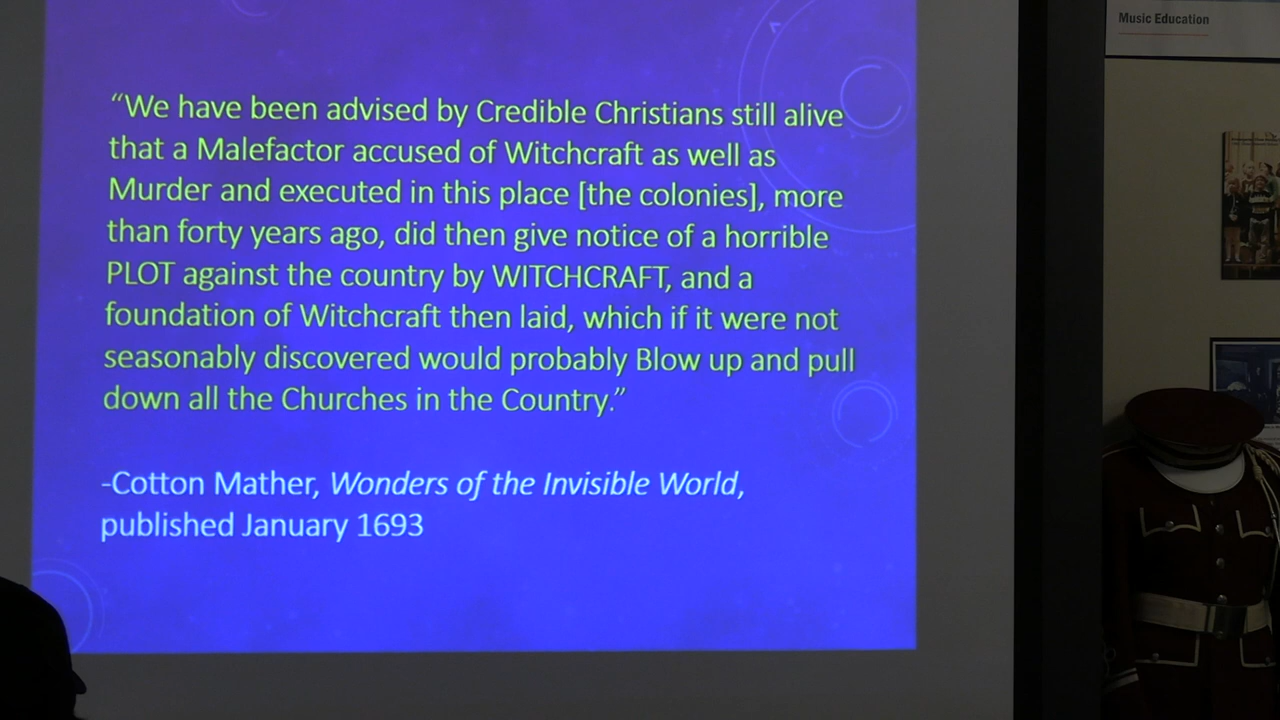 Music Education
“We have been advised by Credible Christians still alive
that a Malefactor accused of Witchcraft as well as
Murder and executed in this place [the colonies], more
than forty years ago, did then give notice of a horrible
PLOT against the country by WITCHCRAFT, and a
foundation of Witchcraft then laid, which if it were not
seasonably discovered would probably Blow up and pull
down all the Churches in the Country.”
-Cotton Mather, Wonders of the Invisible World,
published January 1693